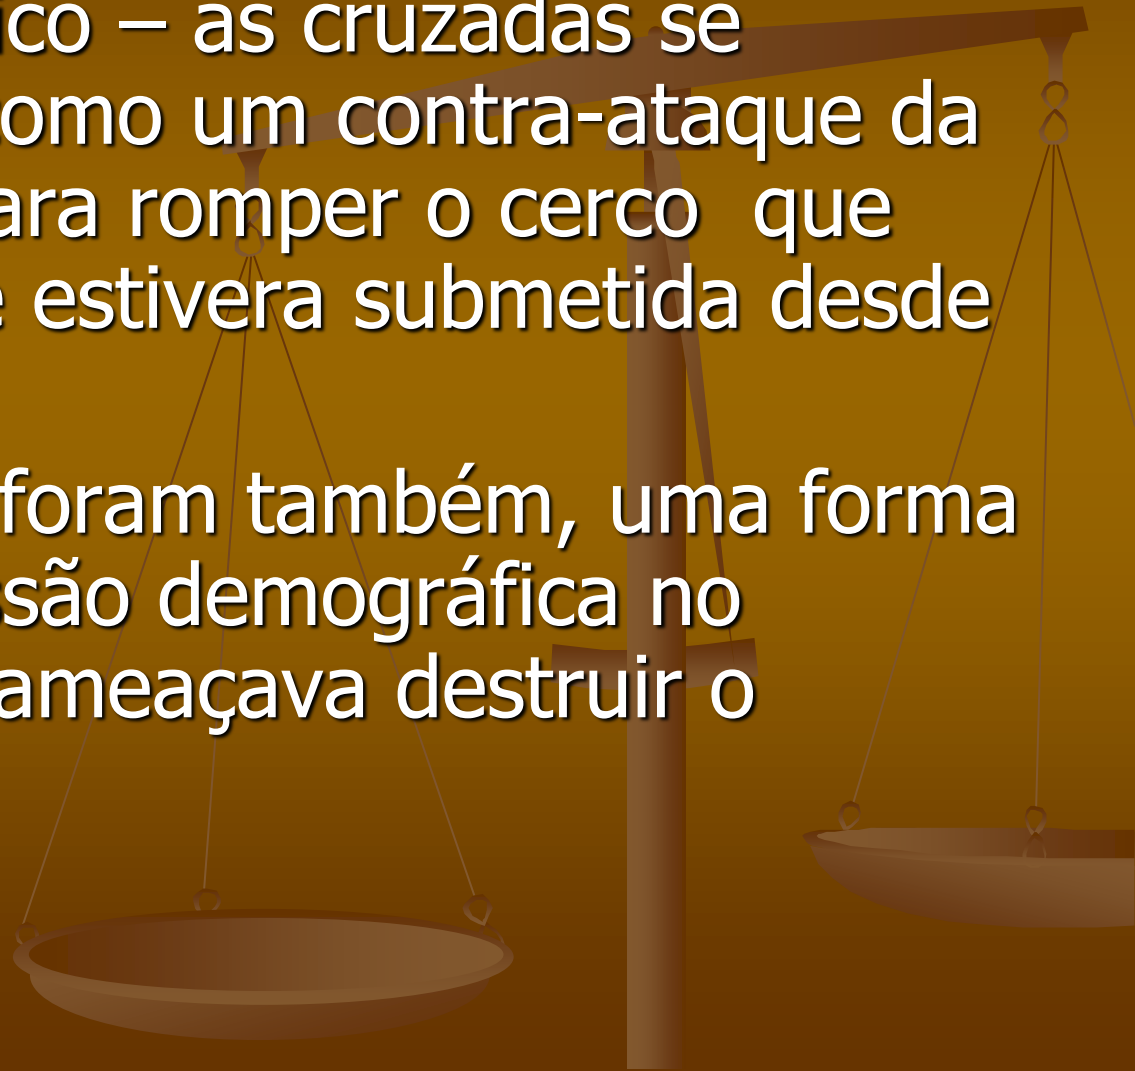 ico – as cruzadas se
omo um contra-ataque da
ara romper o cerco que
e estivera submetida desde
foram também, uma forma
são demográfica no
ameaçava destruir o